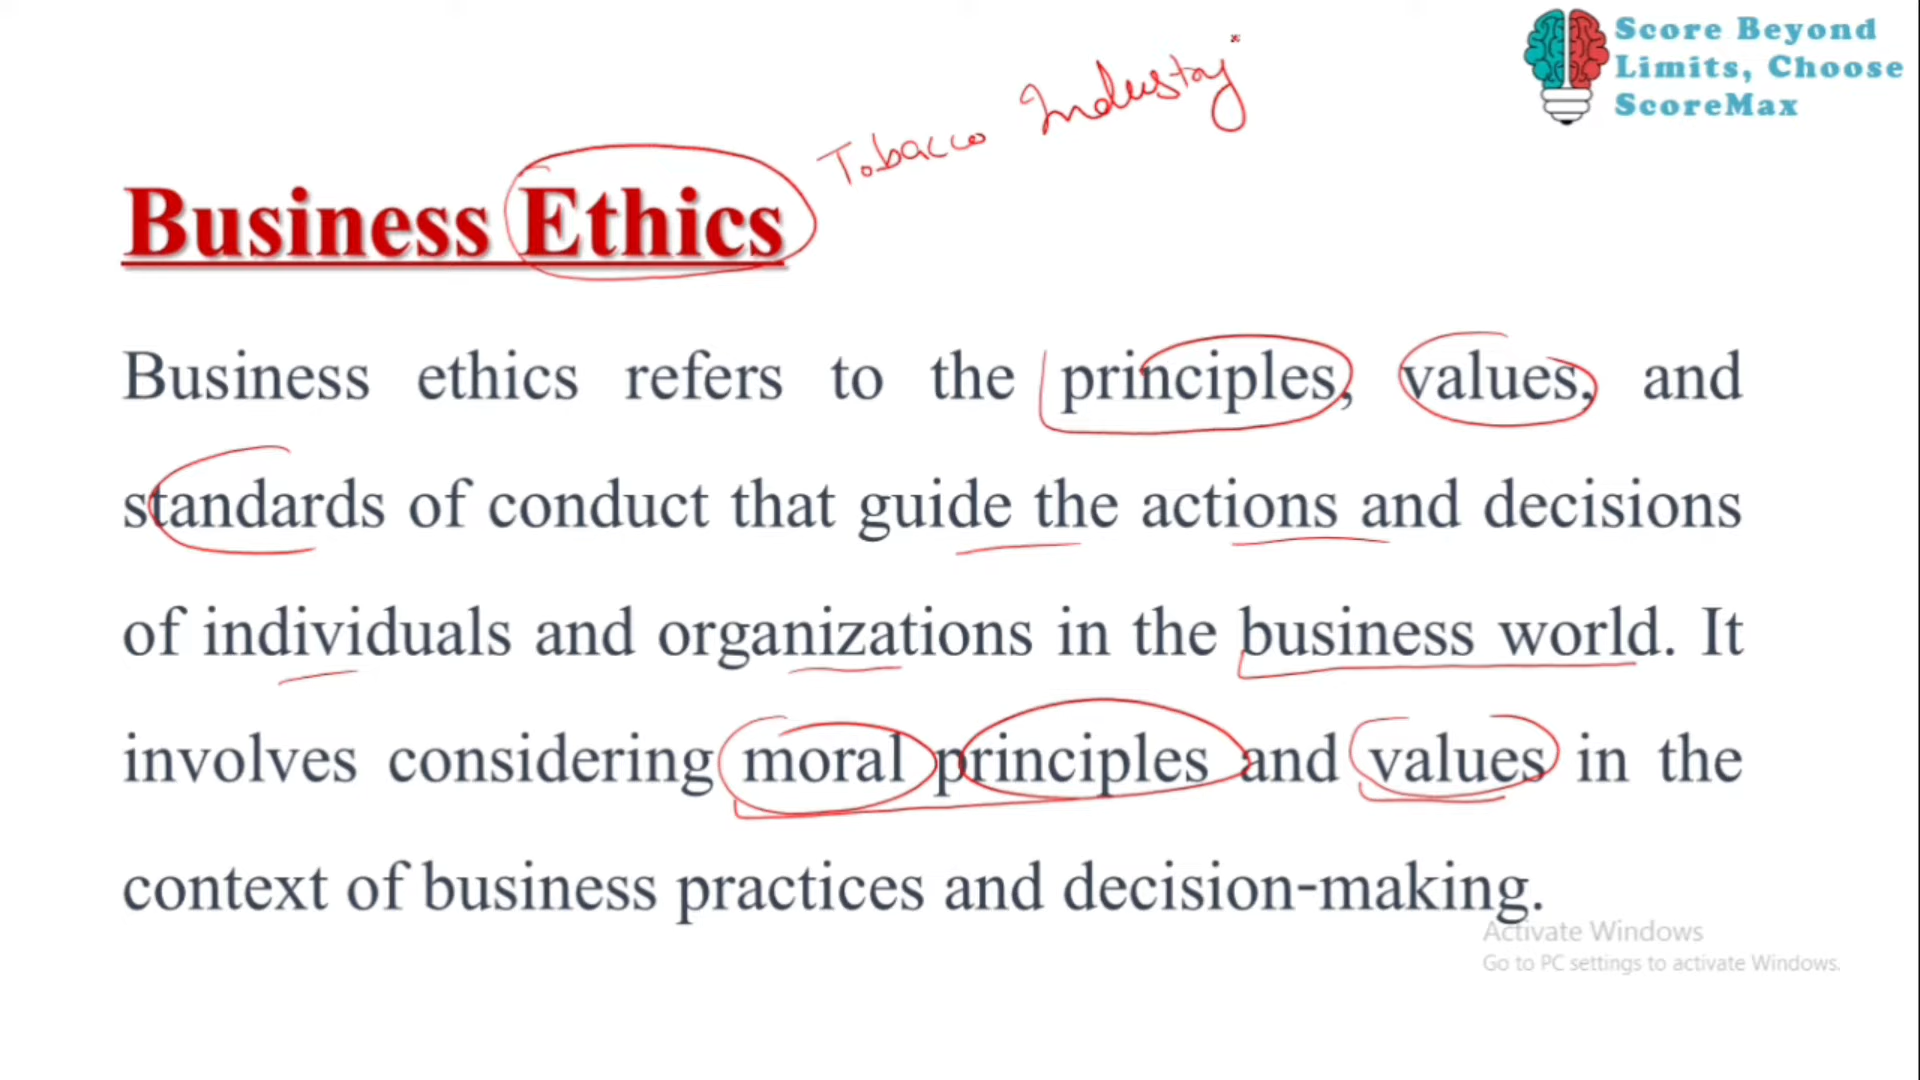 Score Beyond
Limits, Choose
ScoreMax
Tobacco Industry
Business Ethics
Business ethics refers to the principles, values, and
standards of conduct that guide the actions and decisions
of individuals and organizations in the business world. It
involves considering moral principles and values in the
context of business practices and decision-making.
Activate Windows
Go to PC settings to activate Windows.